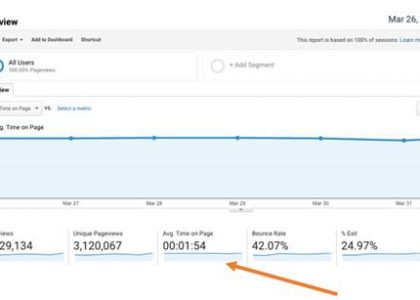 view
Mar 26,
Export Add to Dashboard Shortcut
This report is based on 100% of sessions. Learn
All Users
100.00% Pageviews
+ Add Segment
view
Time on Page VS. Select a metric
g. Time on Page
Mar 27 Mar 28 Mar 29 Mar 30 Mar 31
views Unique Pageviews Avg. Time on Page Bounce Rate % Exit
29,134 3,120,067 00:01:54 42.07% 24.97%